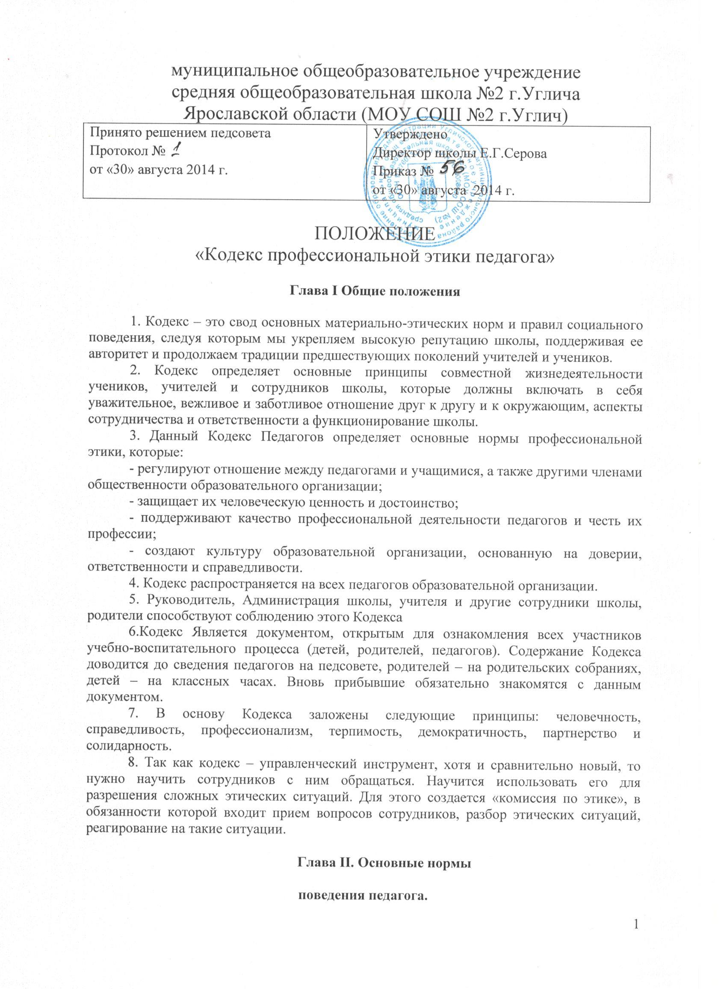 муниципальное общеобразовательное учреждение
средняя общеобразовательная школа №2 г.Углича
Ярославской области (МОУ СОШ №2 г.Углич)
Принято решением педсовета
Протокол № 1
от «30» августа 2014 г.
Утверждено
Директор школы Е.Г.Серова
Приказ № 56
от «30» августа 2014 г.
ПОЛОЖЕНИЕ
«Кодекс профессиональной этики педагога»
Глава I Общие положения
1. Кодекс – это свод основных материально-этических норм и правил социального
поведения, следуя которым мы укрепляем высокую репутацию школы, поддерживая ее
авторитет и продолжаем традиции предшествующих поколений учителей и учеников.
2. Кодекс определяет основные принципы совместной жизнедеятельности
учеников, учителей и сотрудников школы, которые должны включать в себя
уважительное, вежливое и заботливое отношение друг к другу и к окружающим, аспекты
сотрудничества и ответственности а функционирование школы.
3. Данный Кодекс Педагогов определяет основные нормы профессиональной
этики, которые:
- регулируют отношение между педагогами и учащимися, а также другими членами
общественности образовательного организации;
- защищает их человеческую ценность и достоинство;
- поддерживают качество профессиональной деятельности педагогов и честь их
профессии;
- создают культуру образовательной организации, основанную на доверии,
ответственности и справедливости.
4. Кодекс распространяется на всех педагогов образовательной организации.
5. Руководитель, Администрация школы, учителя и другие сотрудники школы,
родители способствуют соблюдению этого Кодекса
6.Кодекс Является документом, открытым для ознакомления всех участников
учебно-воспитательного процесса (детей, родителей, педагогов). Содержание Кодекса
доводится до сведения педагогов на педсовете, родителей – на родительских собраниях,
детей – на классных часах. Вновь прибывшие обязательно знакомятся с данным
документом.
7. В основу Кодекса заложены следующие принципы: человечность,
справедливость, профессионализм, терпимость, демократичность, партнерство и
солидарность.
8. Так как кодекс – управленческий инструмент, хотя и сравнительно новый, то
нужно научить сотрудников с ним обращаться. Научится использовать его для
разрешения сложных этических ситуаций. Для этого создается «комиссия по этике», в
обязанности которой входит прием вопросов сотрудников, разбор этических ситуаций,
реагирование на такие ситуации.
Глава II. Основные нормы
поведения педагога.
1